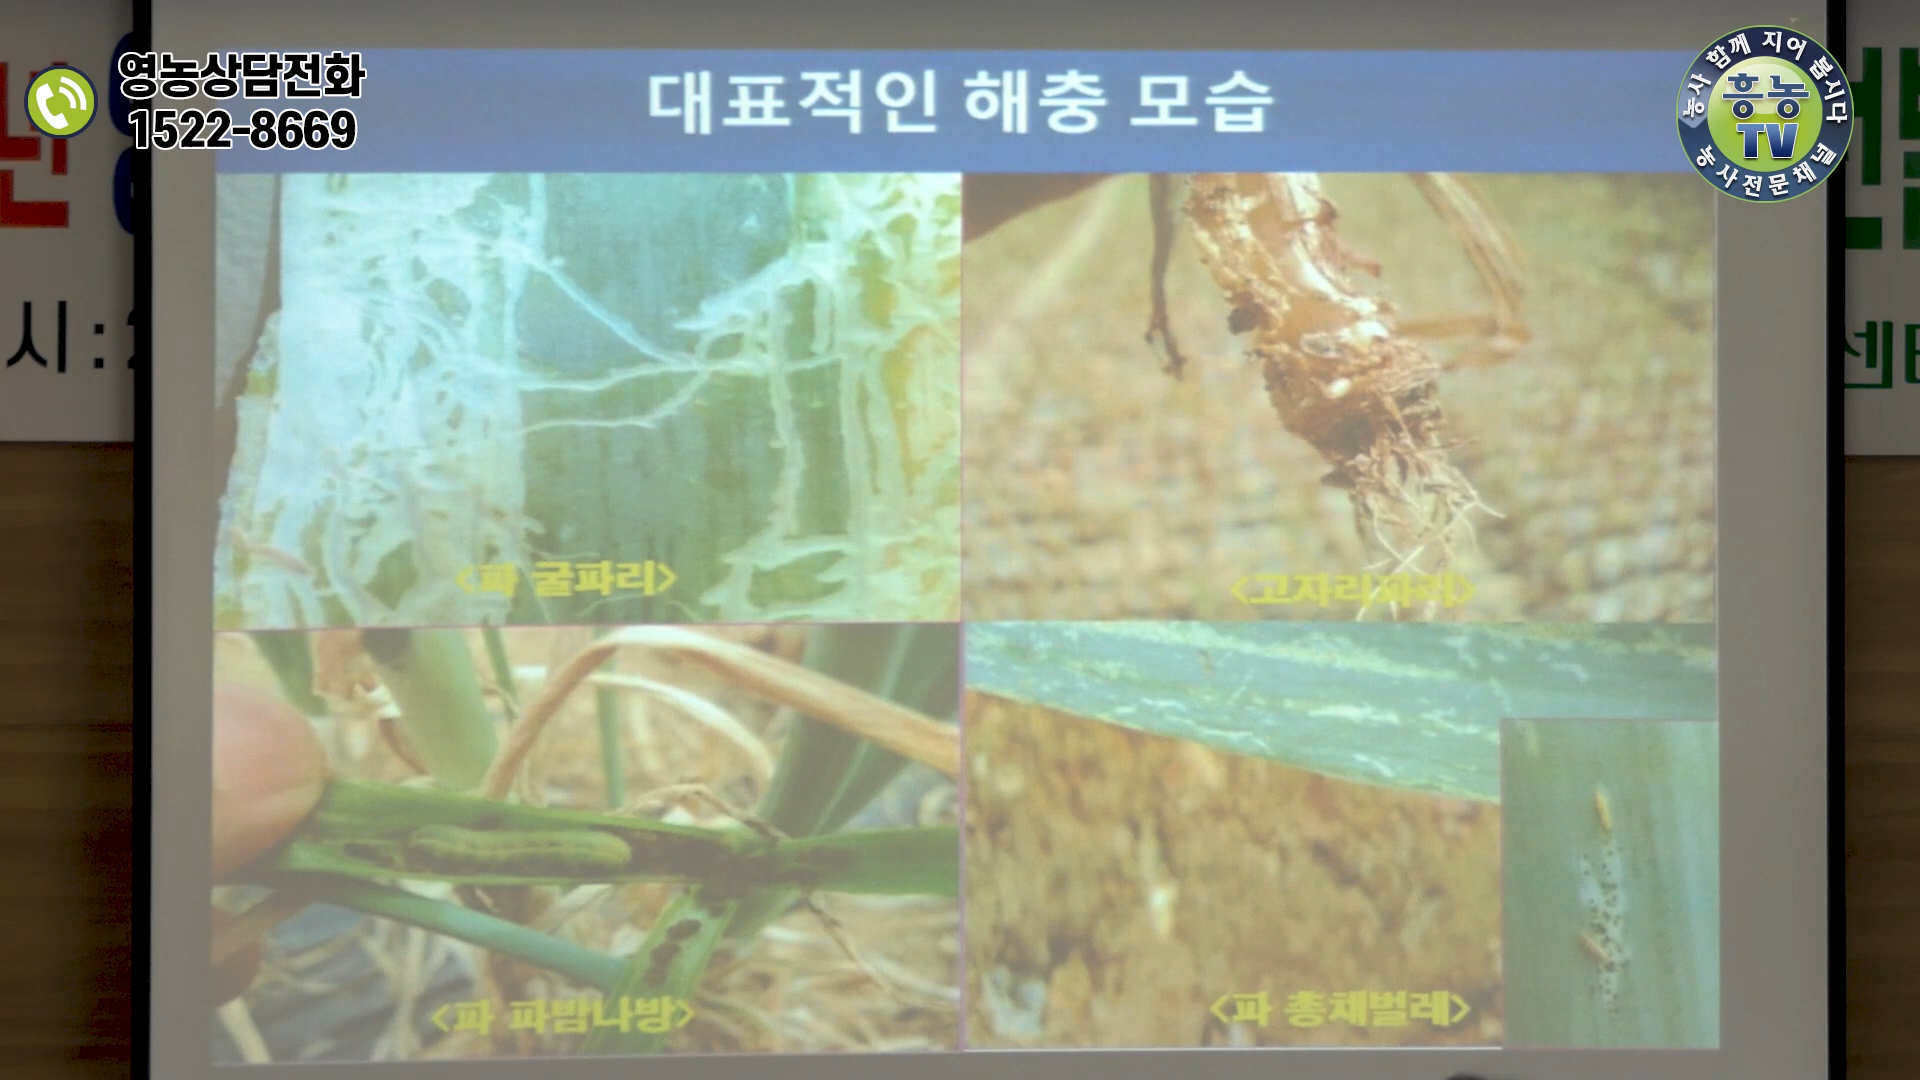 영농상담전화
1522-8669
대표적인 해충 모습
농사 함께 지어 봅시다
흥농
TV
농사전문채널
시:
센터
<파 굴파리>
<고자리파리>
<파 파밤나방>
<파 총채벌레>